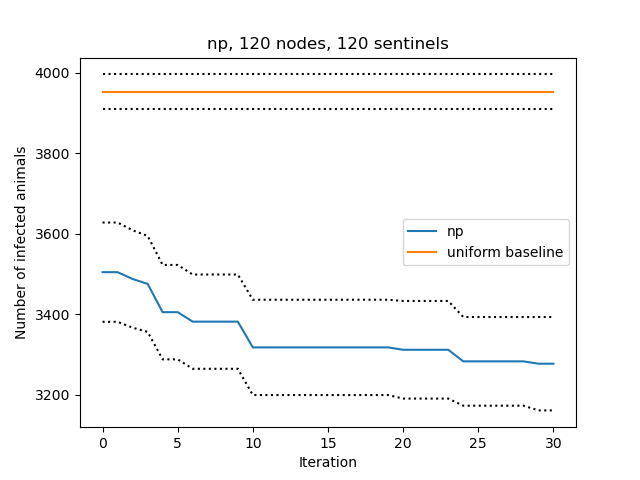 np, 120 nodes, 120 sentinels
Number of infected animals
4000
3800
3600
3400
3200
np
uniform baseline
0 5 10 15 20 25 30
Iteration